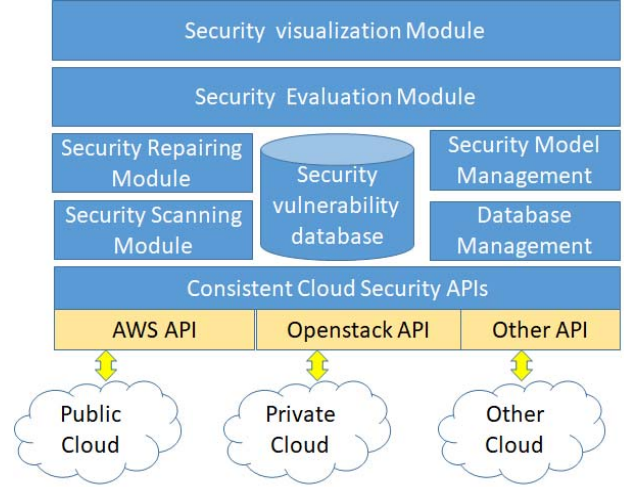 Security visualization Module
Security Evaluation Module
Security Repairing
Module
Security
vulnerability
database
Security Model
Management
Security Scanning
Module
Database
Management
Consistent Cloud Security APIs
AWS API
Openstack API
Other API
Public
Cloud
Private
Cloud
Other
Cloud